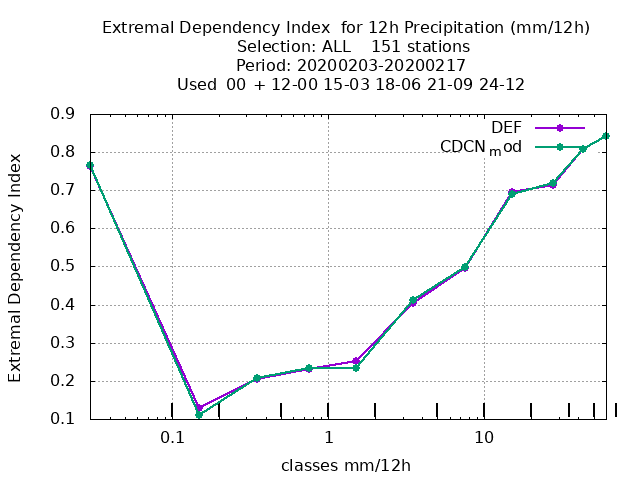 Extremal Dependency Index  for 12h Precipitation (mm/12h)
Selection: ALL    151 stations
Period: 20200203-20200217
Used  00 + 12-00 15-03 18-06 21-09 24-12
DEF
CDCN_mod
Extremal Dependency Index
0.9
0.8
0.7
0.6
0.5
0.4
0.3
0.2
0.1
0.1
1
10
classes mm/12h